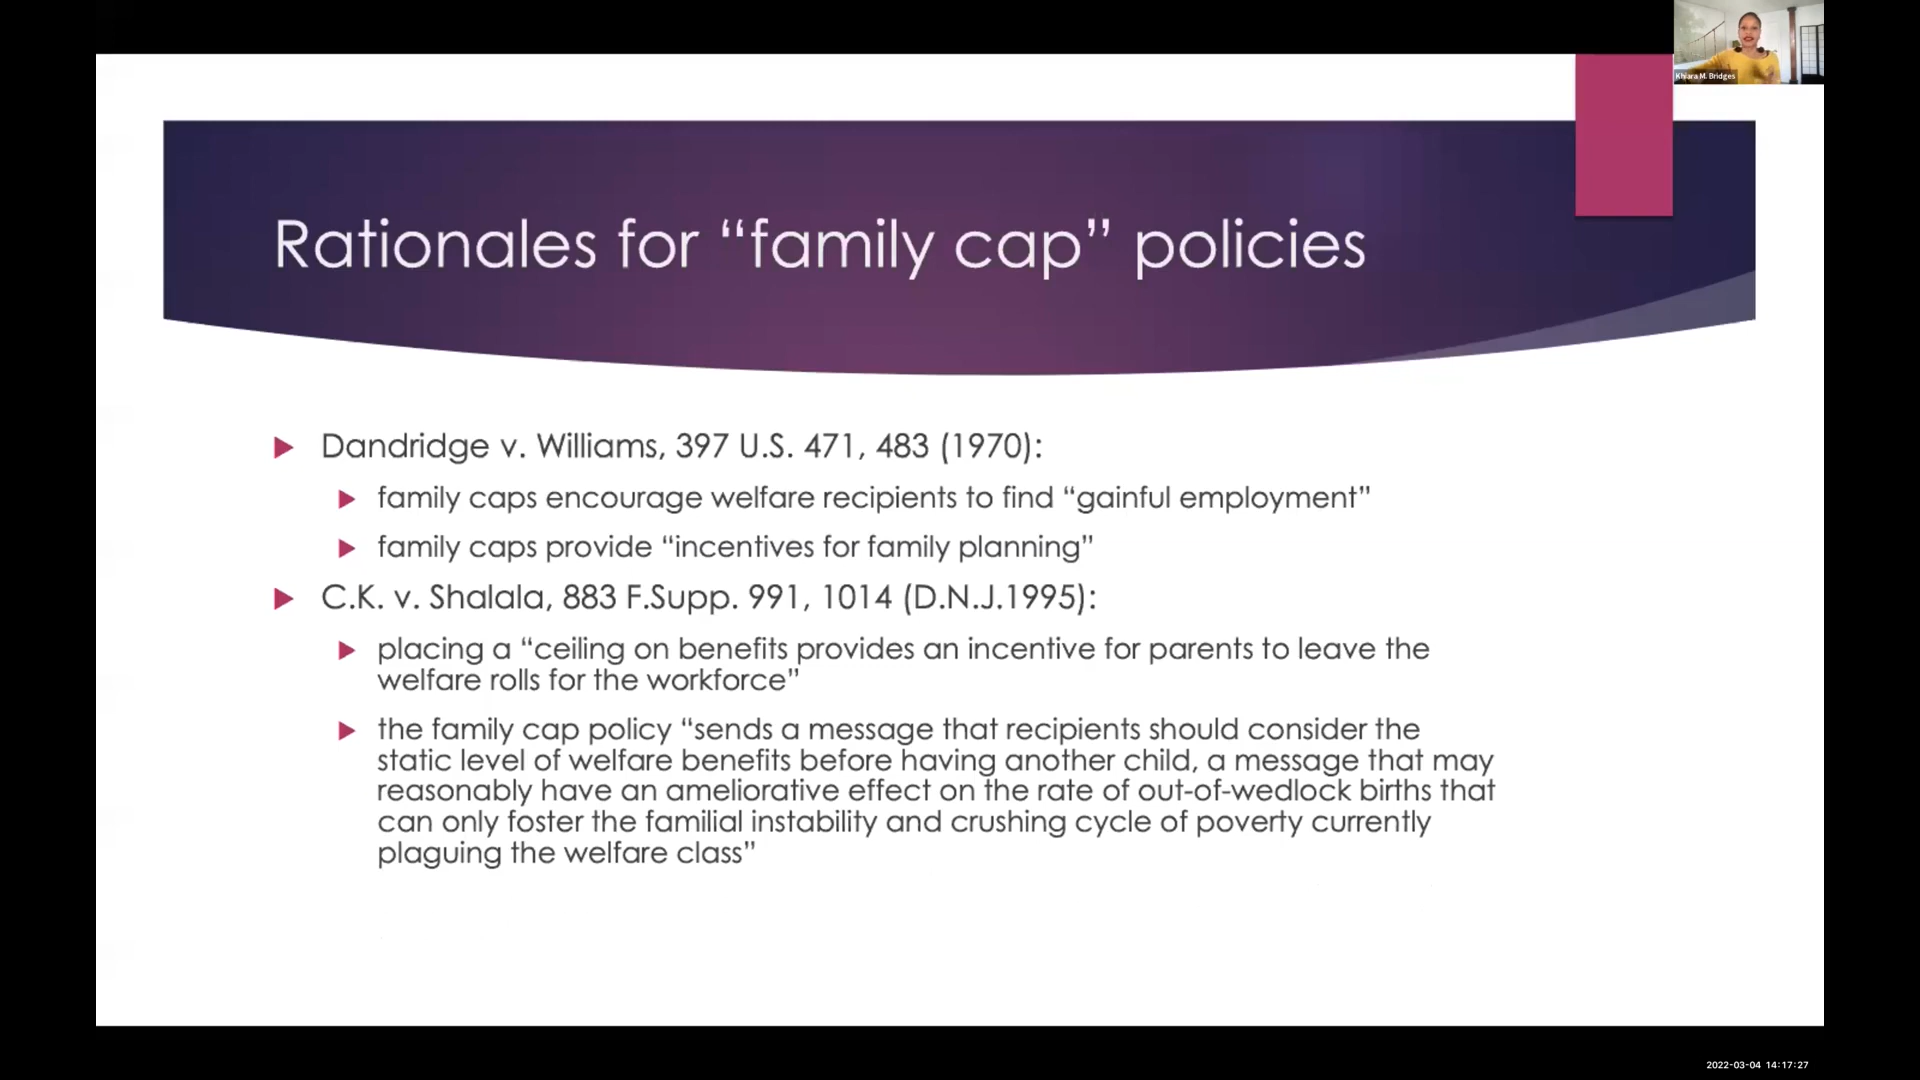 Khiara M. Bridges
Rationales for “family cap” policies
Dandridge v. Williams, 397 U.S. 471, 483 (1970):
family caps encourage welfare recipients to find “gainful employment”
family caps provide “incentives for family planning”
C.K. v. Shalala, 883 F.Supp. 991, 1014 (D.N.J.1995):
placing a “ceiling on benefits provides an incentive for parents to leave the
welfare rolls for the workforce”
the family cap policy “sends a message that recipients should consider the
static level of welfare benefits before having another child, a message that may
reasonably have an ameliorative effect on the rate of out-of-wedlock births that
can only foster the familial instability and crushing cycle of poverty currently
plaguing the welfare class”
2022-03-04 14:17:27